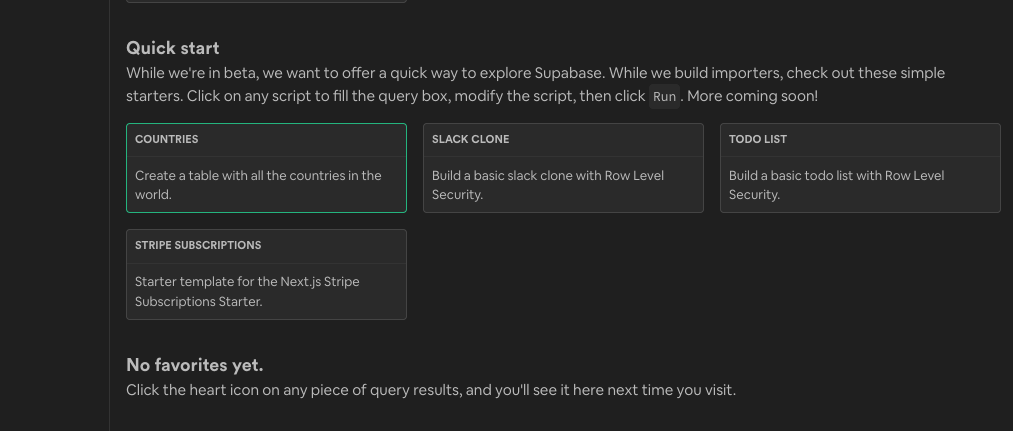 Quick start
While we're in beta, we want to offer a quick way to explore Supabase. While we build importers, check out these simple
starters. Click on any script to fill the query box, modify the script, then click Run. More coming soon!
COUNTRIES
Create a table with all the countries in the
world.
SLACK CLONE
Build a basic slack clone with Row Level
Security.
TODO LIST
Build a basic todo list with Row Level
Security.
STRIPE SUBSCRIPTIONS
Starter template for the Next.js Stripe
Subscriptions Starter.
No favorites yet.
Click the heart icon on any piece of query results, and you'll see it here next time you visit.